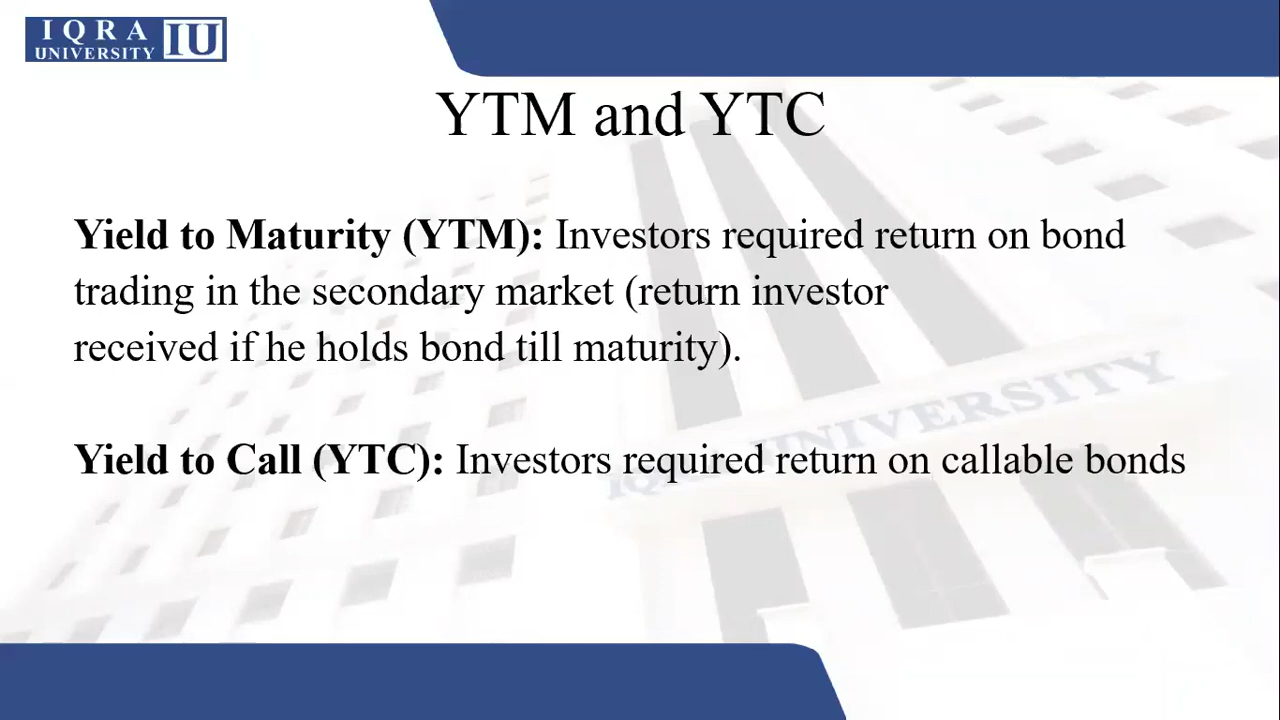 IQRA
UNIVERSITY IU
YTM and YTC
Yield to Maturity (YTM): Investors required return on bond
trading in the secondary market (return investor
received if he holds bond till maturity).
Yield to Call (YTC): Investors required return on callable bonds
IQRA UNIVERSITY